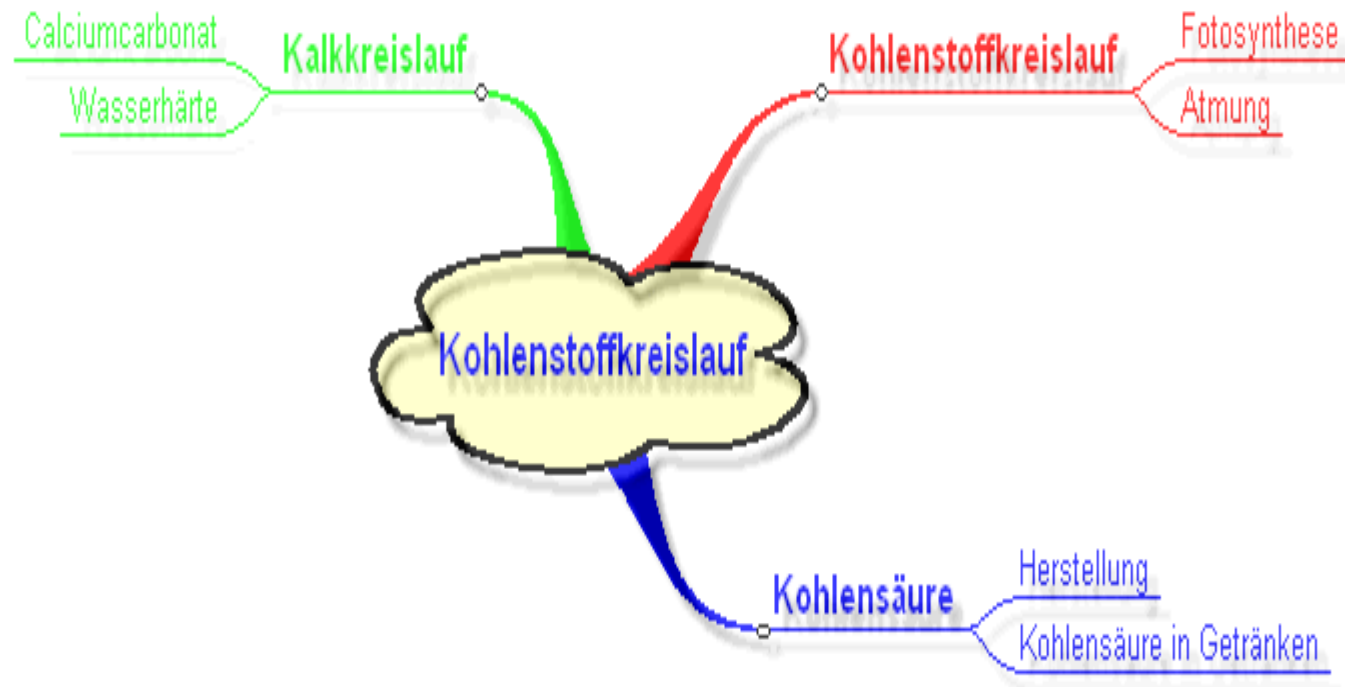 Calciumcarbonat
Kalkkreislauf
Wasserhärte
Kohlenstoffkreislauf
Fotosynthese
Atmung
Kohlenstoffkreislauf
Kohlensäure
Herstellung
Kohlensäure in Getränken